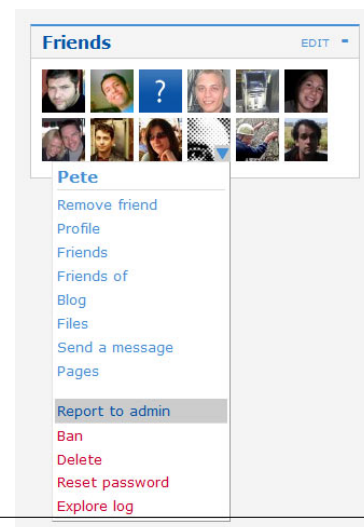 Friends EDIT -
?
Pete
Remove friend
Profile
Friends
Friends of
Blog
Files
Send a message
Pages
Report to admin
Ban
Delete
Reset password
Explore log